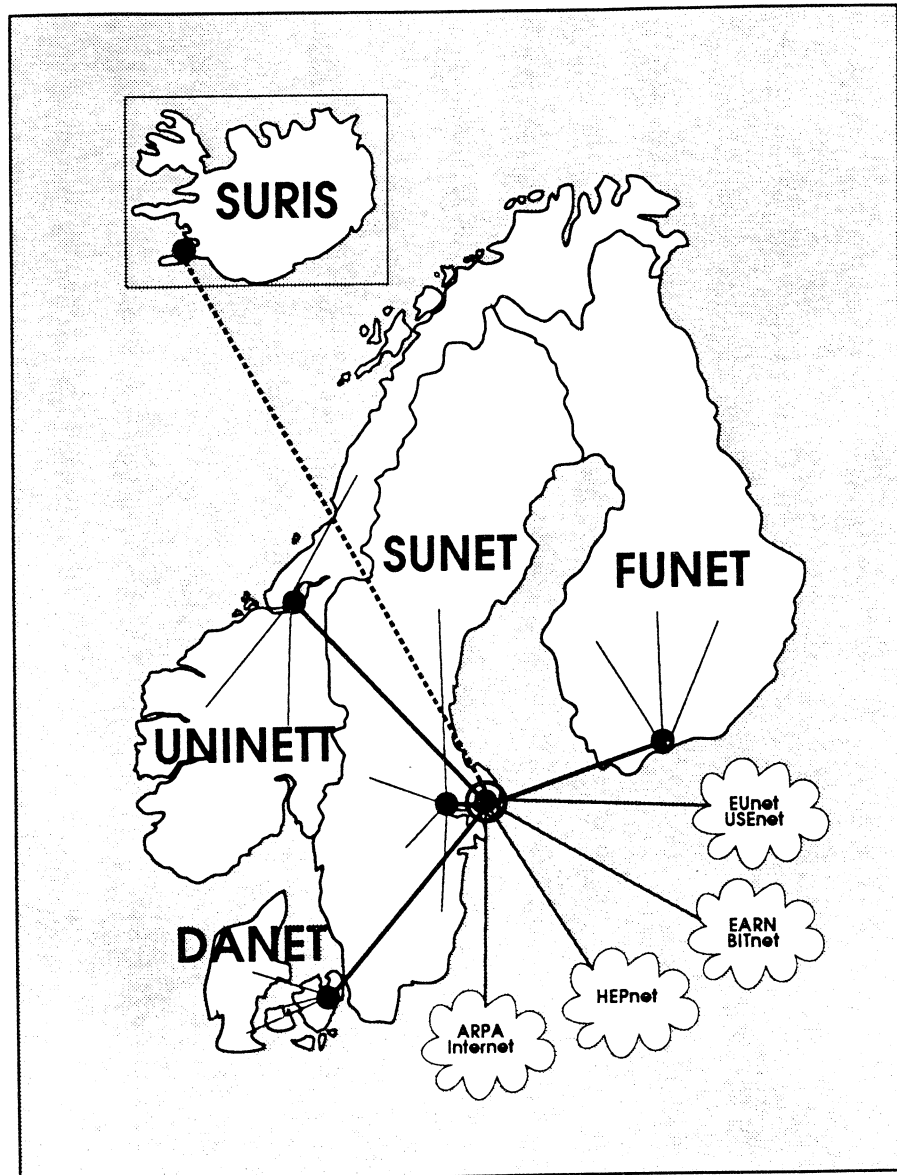 SURIS
SUNET
FUNET
UNINETT
EUnet
USEnet
DANET
EARN
BITnet
HEPnet
ARPA
Internet